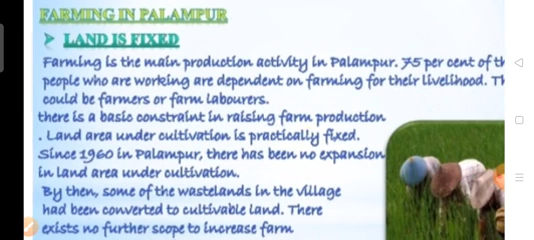 FARMING IN PALAMPUR
LAND IS FIXED
Farming is the main production activity in Palampur. 75 per cent of th
people who are working are dependent on farming for their livelihood. Th
could be farmers or farm labourers.
there is a basic constraint in raising farm production
. Land area under cultivation is practically fixed.
Since 1960 in Palampur, there has been no expansion
in land area under cultivation.
By then, some of the wastelands in the village
had been converted to cultivable land. There
exists no further scope to increase farm